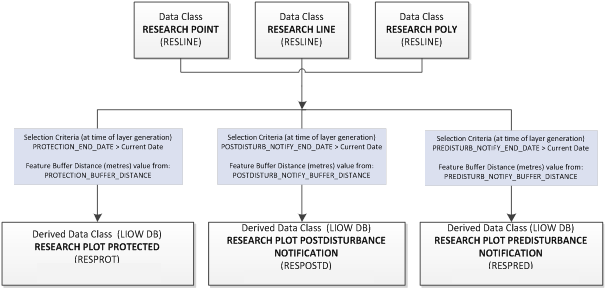 Data Class
RESEARCH POINT
(RESLINE)
Data Class
RESEARCH LINE
(RESLINE)
Data Class
RESEARCH POLY
(RESLINE)
Selection Criteria (at time of layer generation)
PROTECTION_END_DATE > Current Date
Feature Buffer Distance (metres) value from:
PROTECTION_BUFFER_DISTANCE
Selection Criteria (at time of layer generation)
POSTDISTURB_NOTIFY_END_DATE > Current Date
Feature Buffer Distance (metres) value from:
POSTDISTURB_NOTIFY_BUFFER_DISTANCE
Selection Criteria (at time of layer generation)
PREDISTURB_NOTIFY_END_DATE > Current Date
Feature Buffer Distance (metres) value from:
PREDISTURB_NOTIFY_BUFFER_DISTANCE
Derived Data Class (LIOW DB)
RESEARCH PLOT PROTECTED
(RESPROT)
Derived Data Class (LIOW DB)
RESEARCH PLOT POSTDISTURBANCE
NOTIFICATION
(RESPOSTD)
Derived Data Class (LIOW DB)
RESEARCH PLOT PREDISTURBANCE
NOTIFICATION
(RESPRED)